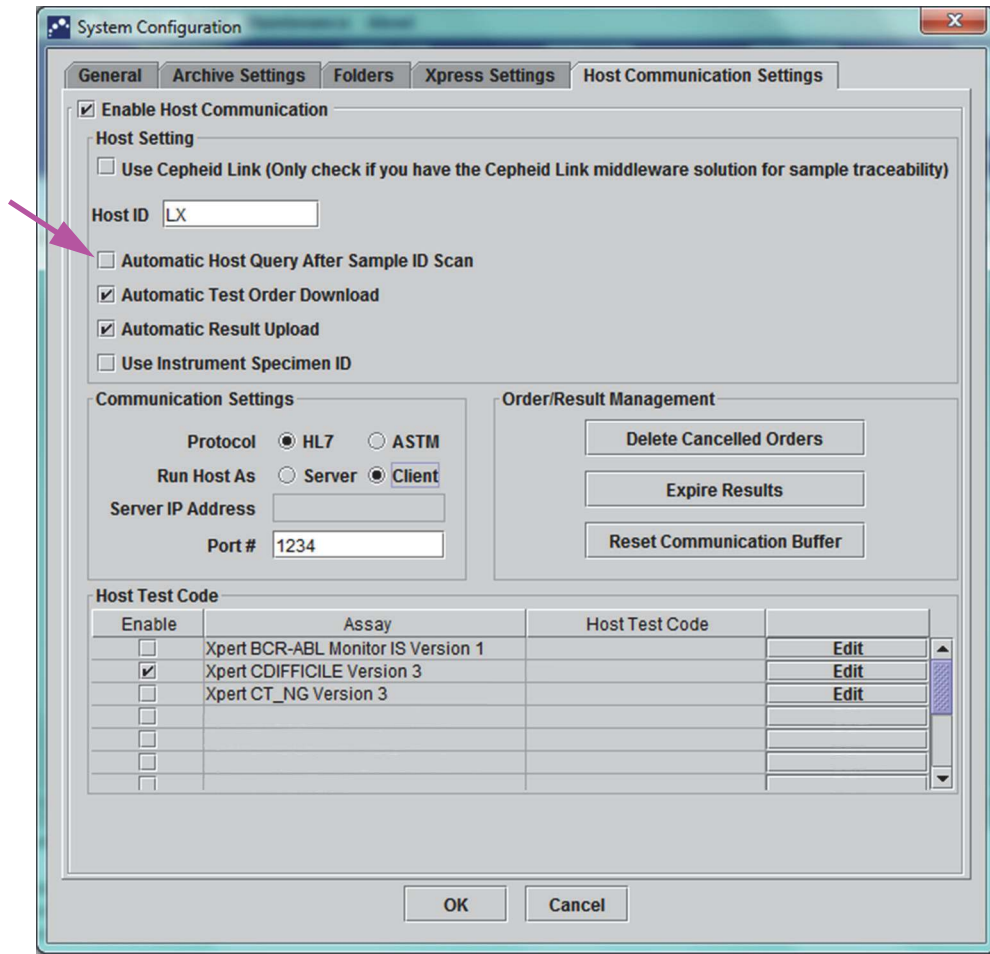 System Configuration
General Archive Settings Folders Xpress Settings Host Communication Settings
Enable Host Communication
Host Setting
Use Cepheid Link (Only check if you have the Cepheid Link middleware solution for sample traceability)
Host ID LX
Automatic Host Query After Sample ID Scan
Automatic Test Order Download
Automatic Result Upload
Use Instrument Specimen ID
Communication Settings
Protocol HL7 ASTM
Run Host As Server Client
Server IP Address
Port # 1234
Order/Result Management
Delete Cancelled Orders
Expire Results
Reset Communication Buffer
Host Test Code
Enable Assay Host Test Code
Xpert BCR-ABL Monitor IS Version 1 Edit
Xpert CDIFFICILE Version 3 Edit
Xpert CT_NG Version 3 Edit
OK Cancel